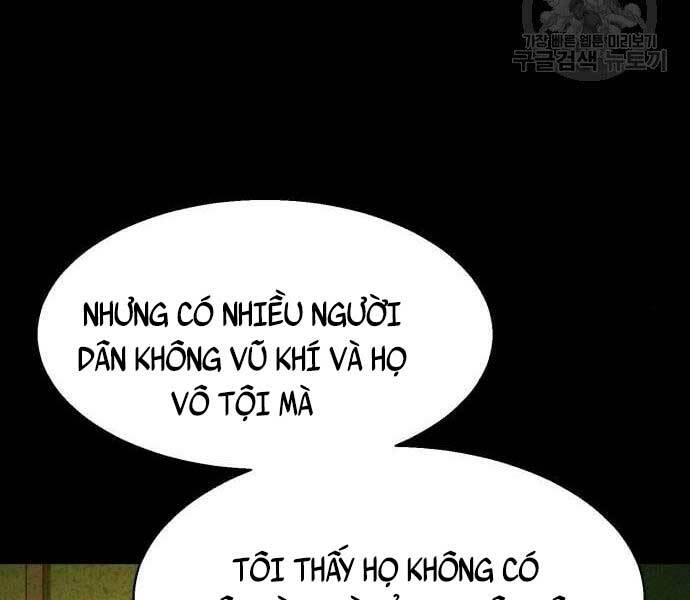 가장 빠른 웹툰 미리보기
구글검색 뉴토끼
NHƯNG CÓ NHIỀU NGƯỜI
DÂN KHÔNG VŨ KHÍ VÀ HỌ
VÔ TỘI MÀ
TÔI THẤY HỌ KHÔNG CÓ